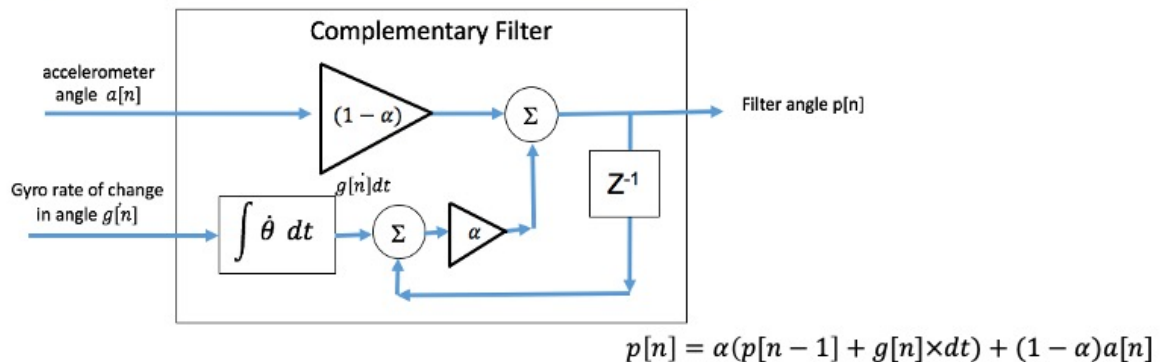 Complementary Filter
accelerometer
angle a[n]
(1 − α)
Σ
Filter angle p[n]
Z-1
Gyro rate of change
in angle ġ[n]
∫ θ̇ dt
ġ[n]dt
Σ
α
p[n] = α(p[n − 1] + g[n]×dt) + (1 − α)a[n]